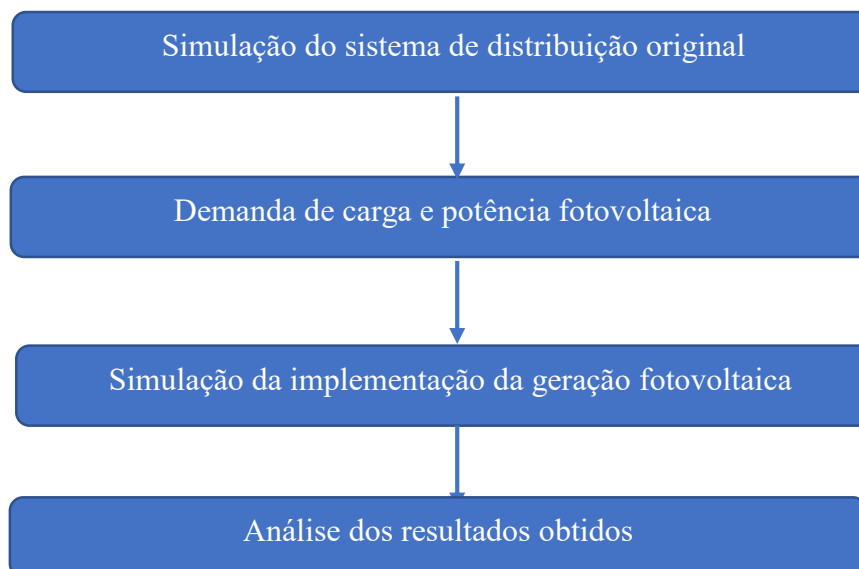 Simulação do sistema de distribuição original
Demanda de carga e potência fotovoltaica
Simulação da implementação da geração fotovoltaica
Análise dos resultados obtidos